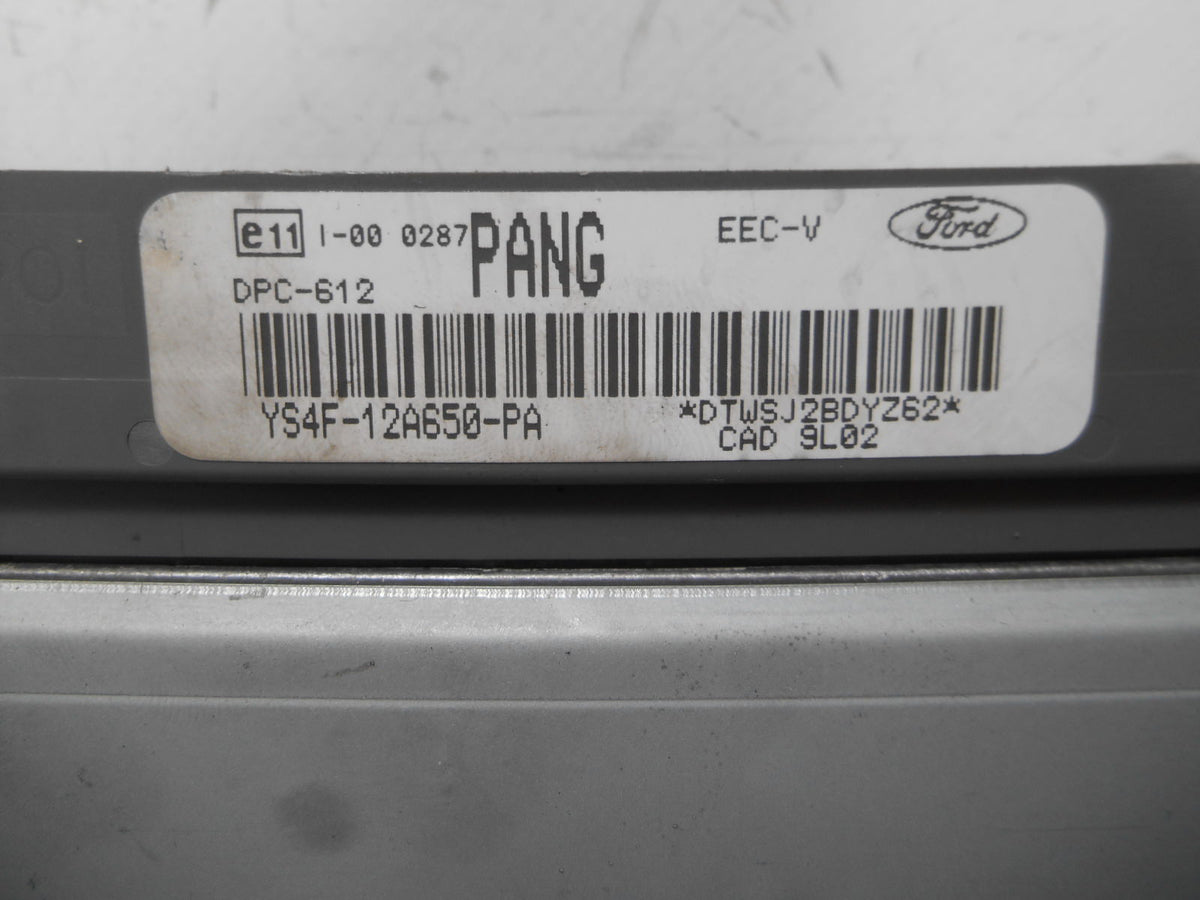 e11 I-00 0287 PANG EEC-V Ford
DPC-612
YS4F-12A650-PA *DTWSJ2BDYZ62*
CAD 9L02